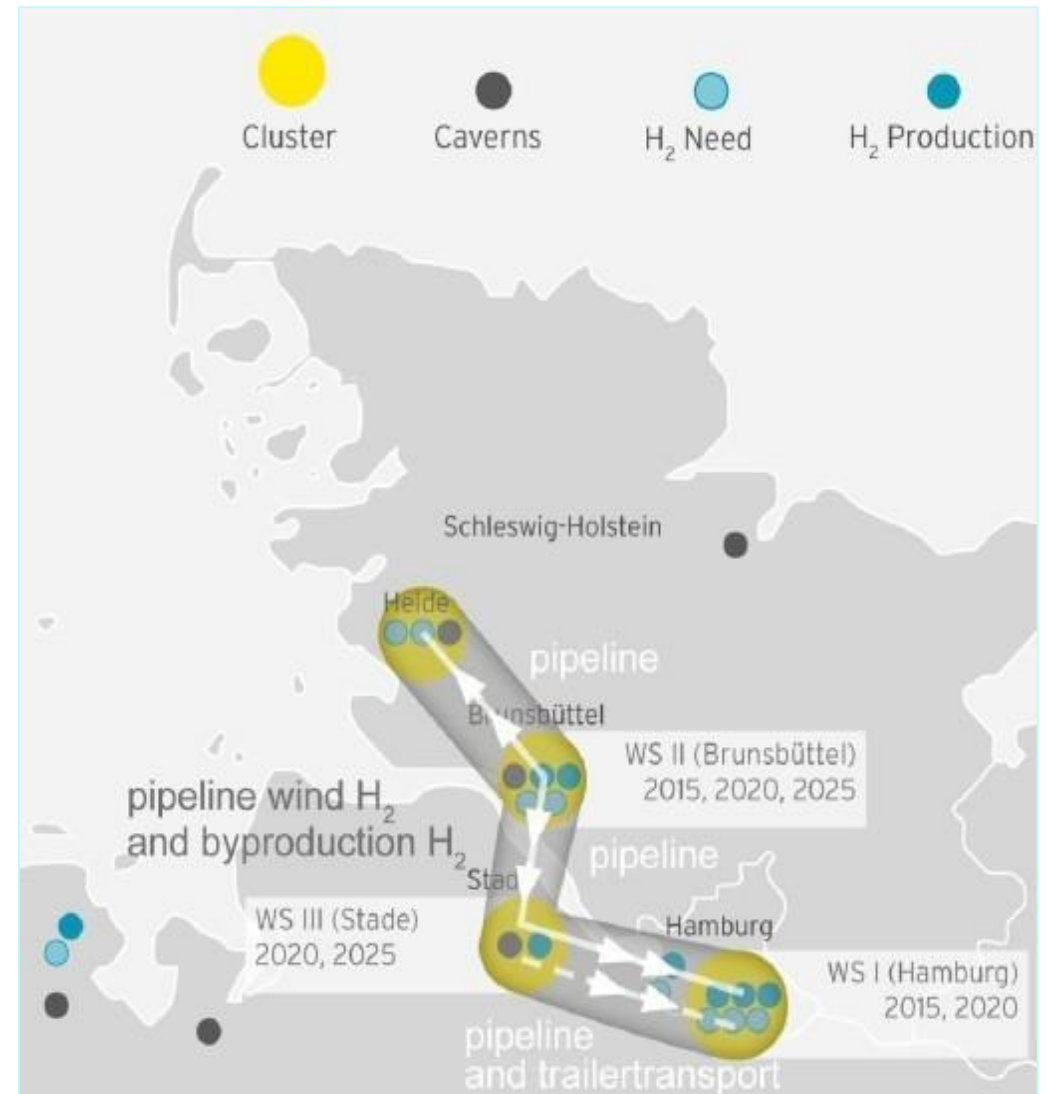 Cluster
Caverns
H₂ Need
H₂ Production
Schleswig-Holstein
Heide
pipeline
Brunsbüttel
WS II (Brunsbüttel)
2015, 2020, 2025
pipeline wind H₂
and byproduction H₂
pipeline
Stade
WS III (Stade)
2020, 2025
Hamburg
WS I (Hamburg)
2015, 2020
pipeline
and trailertransport